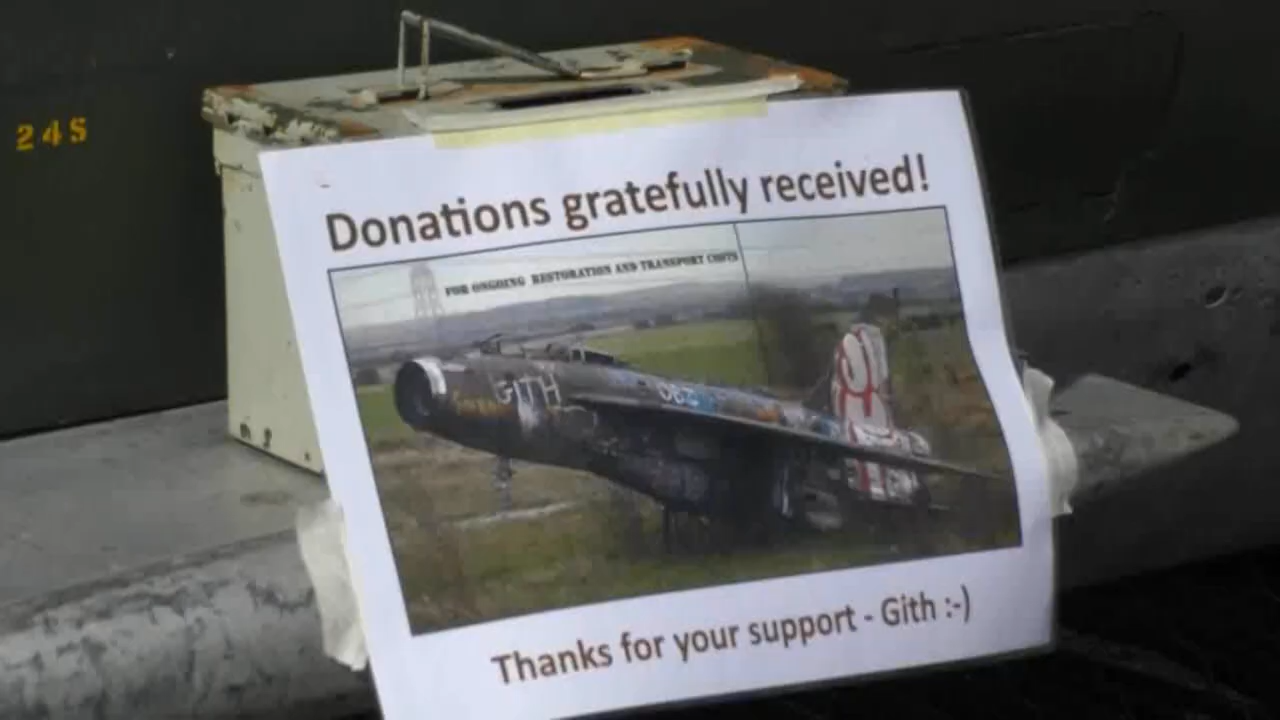 24S
Donations gratefully received!
FOR ONGOING RESTORATION AND TRANSPORT COSTS
GITH
Thanks for your support - Gith :-)